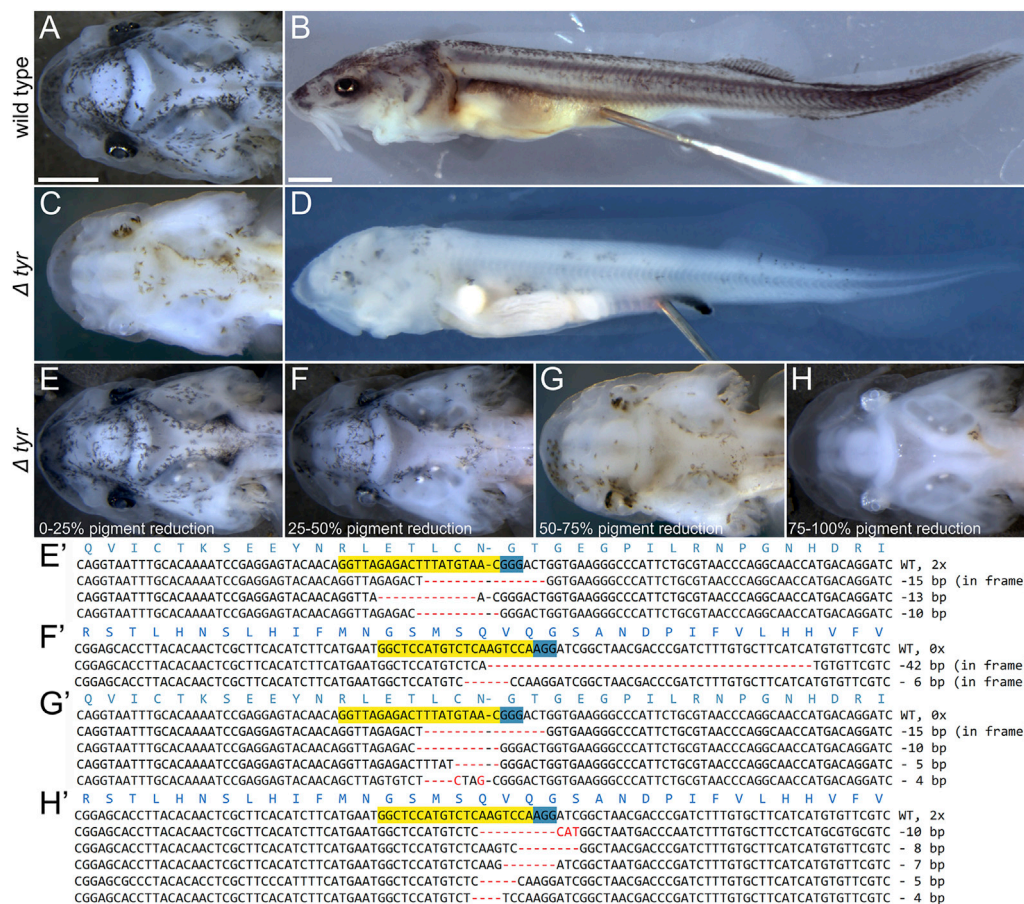 A
B
wild type
C
D
Δ tyr
E
F
G
H
Δ tyr
0-25% pigment reduction
25-50% pigment reduction
50-75% pigment reduction
75-100% pigment reduction
E’
Q V I C T K S E E Y N R L E T L C N- G T G E G P I L R N P G N H D R I
CAGGTAATTTGCACAAAATCCGAGGAGTACAACAGGTTAGAGACTTTATGTAA-CGGGACTGGTGAAGGGCCCATTCTGCGTAACCCAGGCAACCATGACAGGATC WT, 2x
CAGGTAATTTGCACAAAATCCGAGGAGTACAACAGGTTAGAGACT----------------GGTGAAGGGCCCATTCTGCGTAACCCAGGCAACCATGACAGGATC -15 bp (in frame
CAGGTAATTTGCACAAAATCCGAGGAGTACAACAGGTTA-------------A-CGGGACTGGTGAAGGGCCCATTCTGCGTAACCCAGGCAACCATGACAGGATC -13 bp
CAGGTAATTTGCACAAAATCCGAGGAGTACAACAGGTTAGAGAC-----------GGGACTGGTGAAGGGCCCATTCTGCGTAACCCAGGCAACCATGACAGGATC -10 bp
F’
R S T L H N S L H I F M N G S M S Q V Q G S A N D P I F V L H H V F V
CGGAGCACCTTACACAACTCGCTTCACATCTTCATGAATGGCTCCATGTCTCAAGTCCAAGGATCGGCTAACGACCCGATCTTTGTGCTTCATCATGTGTTCGTC WT, 0x
CGGAGCACCTTACACAACTCGCTTCACATCTTCATGAATGGCTCCATGTCTCA------------------------------------------TGTGTTCGTC -42 bp (in frame
CGGAGCACCTTACACAACTCGCTTCACATCTTCATGAATGGCTCCATGTC------CCAAGGATCGGCTAACGACCCGATCTTTGTGCTTCATCATGTGTTCGTC - 6 bp (in frame
G’
Q V I C T K S E E Y N R L E T L C N- G T G E G P I L R N P G N H D R I
CAGGTAATTTGCACAAAATCCGAGGAGTACAACAGGTTAGAGACTTTATGTAA-CGGGACTGGTGAAGGGCCCATTCTGCGTAACCCAGGCAACCATGACAGGATC WT, 0x
CAGGTAATTTGCACAAAATCCGAGGAGTACAACAGGTTAGAGACT----------------GGTGAAGGGCCCATTCTGCGTAACCCAGGCAACCATGACAGGATC -15 bp (in frame
CAGGTAATTTGCACAAAATCCGAGGAGTACAACAGGTTAGAGAC-----------GGGACTGGTGAAGGGCCCATTCTGCGTAACCCAGGCAACCATGACAGGATC -10 bp
CAGGTAATTTGCACAAAATCCGAGGAGTACAACAGGTTAGAGACTTTAT------GGGACTGGTGAAGGGCCCATTCTGCGTAACCCAGGCAACCATGACAGGATC - 5 bp
CAGGTAATTTGCACAAAATCCGAGGAGTACAACAGCTTAGTGTCT----CTAG-CGGGACTGGTGAAGGGCCCATTCTGCGTAACCCAGGCAACCATGACAGGATC - 4 bp
H’
R S T L H N S L H I F M N G S M S Q V Q G S A N D P I F V L H H V F V
CGGAGCACCTTACACAACTCGCTTCACATCTTCATGAATGGCTCCATGTCTCAAGTCCAAGGATCGGCTAACGACCCGATCTTTGTGCTTCATCATGTGTTCGTC WT, 2x
CGGAGCACCTTACACAACTCGCTTCACATCTTCATGAATGGCTCCATGTCTC----------CATGGCTAATGACCCAATCTTTGTGCTTCCTCATGCGTGCGTC -10 bp
CGGAGCACCTTACACAACTCGCTTCACATCTTCATGAATGGCTCCATGTCTCAAGTC--------GGCTAACGACCCGATCTTTGTGCTTCATCATGTGTTCGTC - 8 bp
CGGAGCACCTTACACAACTCGCTTCACATCTTCATGAATGGCTCCATGTCTCAAG-------ATCGGCTAATGACCCGATCTTTGTGCTTCATCATGTGTTCGTC - 7 bp
CGGAGCGCCCTACACACCTCGCTTCCCATTTTCATGAATGGCTCCATGTCTC-----CAAGGATCGGCTAACGACCCGATCTTTGTGCTTCATCATGTGTTCGTC - 5 bp
CGGAGCACCTTACACAACTCGCTTCACATCTTCATGAATGGCTCCATGTCT----TCCAAGGATCGGCTAACGACCCGATCTTTGTGCTTCATCATGTGTTCGTC - 4 bp